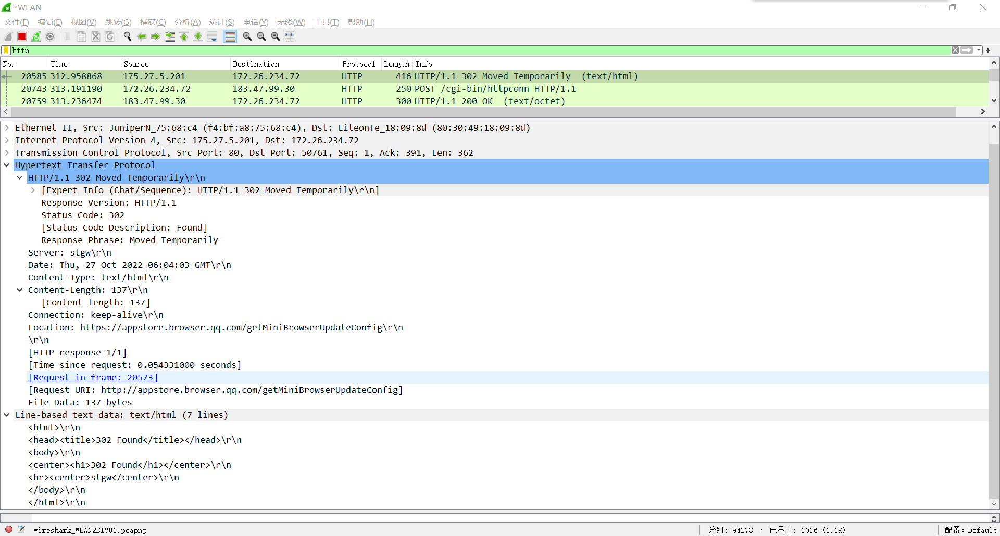 *WLAN
文件(F) 编辑(E) 视图(V) 跳转(G) 捕获(C) 分析(A) 统计(S) 电话(Y) 无线(W) 工具(T) 帮助(H)
http
No. Time Source Destination Protocol Length Info
20585 312.958868 175.27.5.201 172.26.234.72 HTTP 416 HTTP/1.1 302 Moved Temporarily  (text/html)
20743 313.191190 172.26.234.72 183.47.99.30 HTTP 250 POST /cgi-bin/httpconn HTTP/1.1
20759 313.236474 183.47.99.30 172.26.234.72 HTTP 300 HTTP/1.1 200 OK  (text/octet)
Ethernet II, Src: JuniperN_75:68:c4 (f4:bf:a8:75:68:c4), Dst: LiteonTe_18:09:8d (80:30:49:18:09:8d)
Internet Protocol Version 4, Src: 175.27.5.201, Dst: 172.26.234.72
Transmission Control Protocol, Src Port: 80, Dst Port: 50761, Seq: 1, Ack: 391, Len: 362
Hypertext Transfer Protocol
HTTP/1.1 302 Moved Temporarily\r\n
[Expert Info (Chat/Sequence): HTTP/1.1 302 Moved Temporarily\r\n]
Response Version: HTTP/1.1
Status Code: 302
[Status Code Description: Found]
Response Phrase: Moved Temporarily
Server: stgw\r\n
Date: Thu, 27 Oct 2022 06:04:03 GMT\r\n
Content-Type: text/html\r\n
Content-Length: 137\r\n
[Content length: 137]
Connection: keep-alive\r\n
Location: https://appstore.browser.qq.com/getMiniBrowserUpdateConfig\r\n
\r\n
[HTTP response 1/1]
[Time since request: 0.054331000 seconds]
[Request in frame: 20573]
[Request URI: http://appstore.browser.qq.com/getMiniBrowserUpdateConfig]
File Data: 137 bytes
Line-based text data: text/html (7 lines)
<html>\r\n
<head><title>302 Found</title></head>\r\n
<body>\r\n
<center><h1>302 Found</h1></center>\r\n
<hr><center>stgw</center>\r\n
</body>\r\n
</html>\r\n
wireshark_WLAN2BIVU1.pcapng 分组: 94273 · 已显示: 1016 (1.1%) 配置: Default